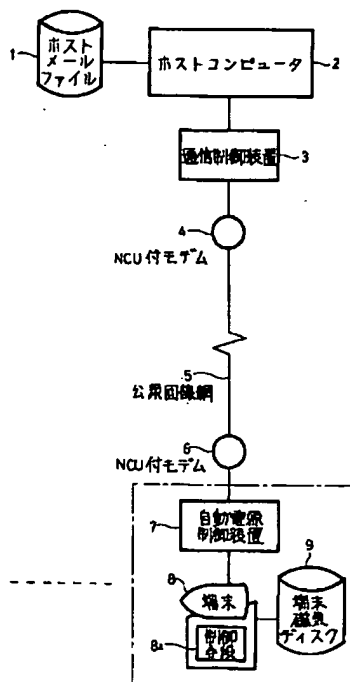 1
ホスト
メール
ファイル
ホストコンピュータ
2
通信制御装置
3
4
NCU付モデム
5
公衆回線網
6
NCU付モデム
7
自動電源
制御装置
8
端末
8a
制御
手段
9
端末
磁気
ディスク